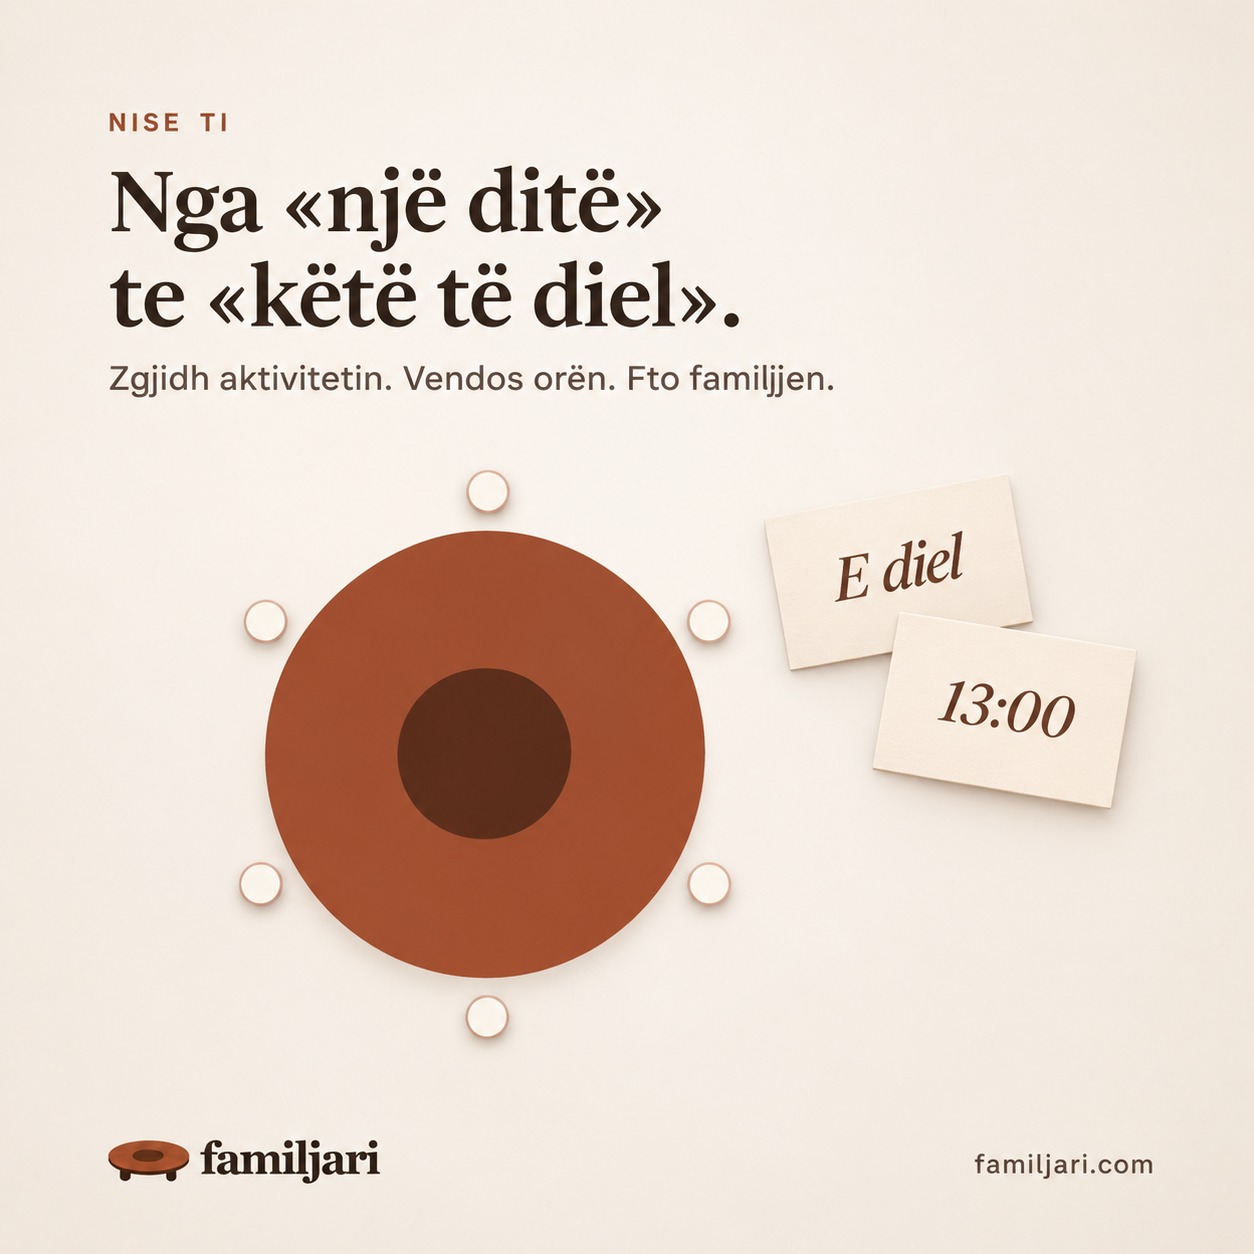 NISE TI
Nga «një ditë»
te «këtë të diel».
Zgjidh aktivitetin. Vendos orën. Fto familjjen.
E diel
13:00
familjari
familjari.com